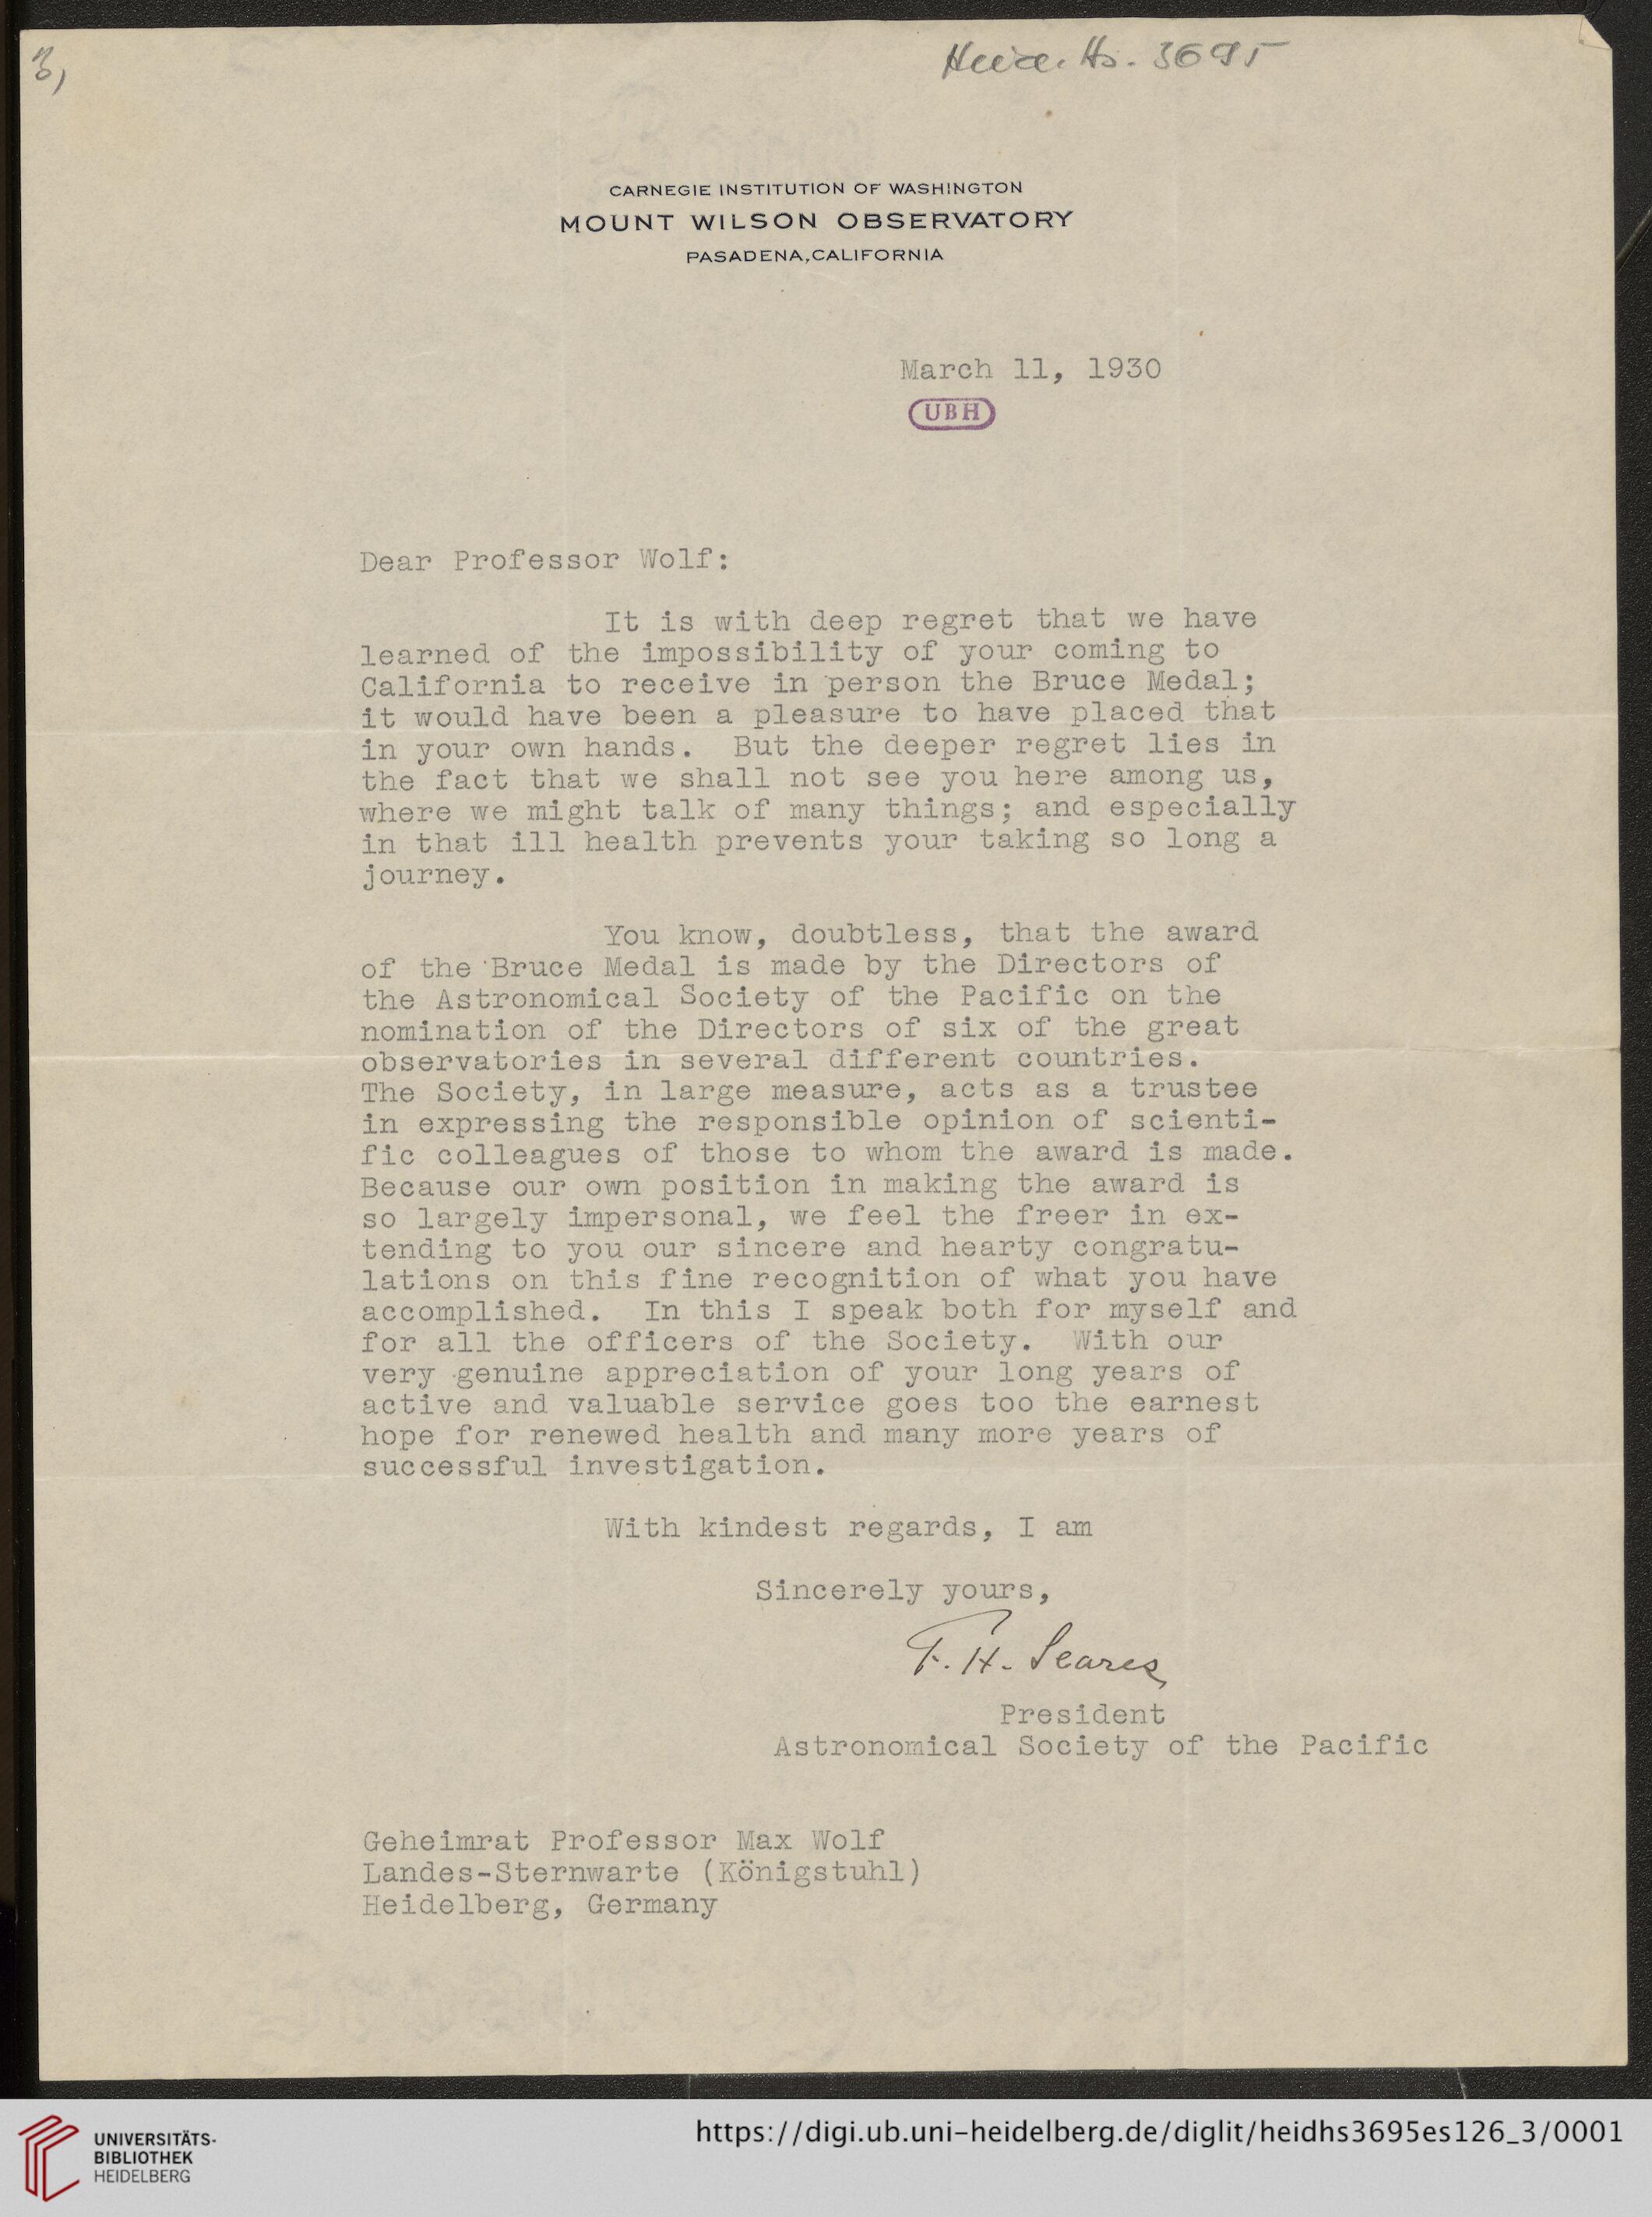 3,
Heid. Hs. 3695
CARNEGIE INSTITUTION OF WASHINGTON
MOUNT WILSON OBSERVATORY
PASADENA, CALIFORNIA
March 11, 1930
UBH
Dear Professor Wolf:
It is with deep regret that we have
learned of the impossibility of your coming to
California to receive in person the Bruce Medal;
it would have been a pleasure to have placed that
in your own hands. But the deeper regret lies in
the fact that we shall not see you here among us,
where we might talk of many things; and especially
in that ill health prevents your taking so long a
journey.
You know, doubtless, that the award
of the Bruce Medal is made by the Directors of
the Astronomical Society of the Pacific on the
nomination of the Directors of six of the great
observatories in several different countries.
The Society, in large measure, acts as a trustee
in expressing the responsible opinion of scienti-
fic colleagues of those to whom the award is made.
Because our own position in making the award is
so largely impersonal, we feel the freer in ex-
tending to you our sincere and hearty congratu-
lations on this fine recognition of what you have
accomplished. In this I speak both for myself and
for all the officers of the Society. With our
very genuine appreciation of your long years of
active and valuable service goes too the earnest
hope for renewed health and many more years of
successful investigation.
With kindest regards, I am
Sincerely yours,
F. H. Seares
President
Astronomical Society of the Pacific
Geheimrat Professor Max Wolf
Landes-Sternwarte (Königstuhl)
Heidelberg, Germany
UNIVERSITÄTS-
BIBLIOTHEK
HEIDELBERG
https://digi.ub.uni-heidelberg.de/diglit/heidhs3695es126_3/0001